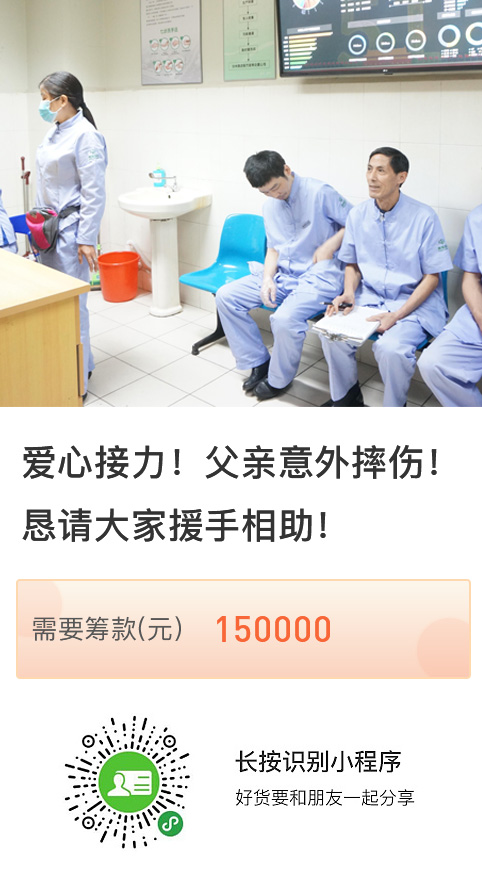 爱心接力！父亲意外摔伤！
恳请大家援手相助！
需要筹款(元) 150000
长按识别小程序
好货要和朋友一起分享